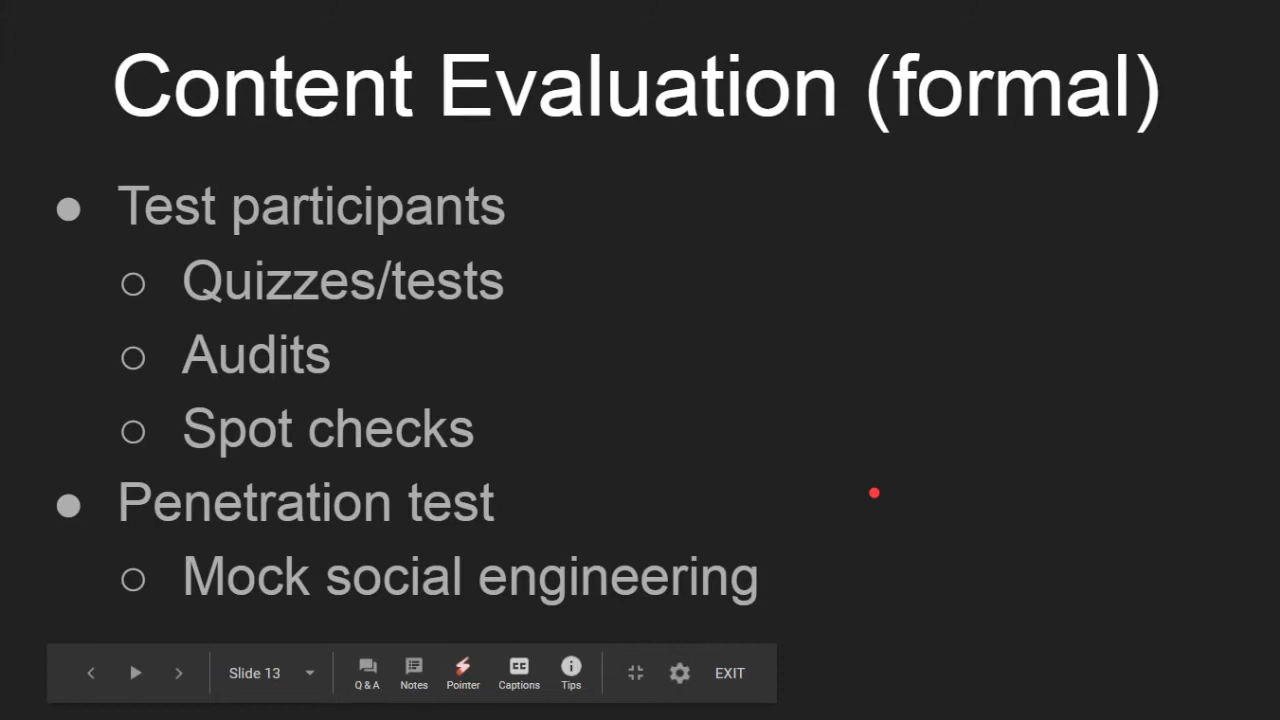 Content Evaluation (formal)
● Test participants
○ Quizzes/tests
○ Audits
○ Spot checks
● Penetration test
○ Mock social engineering
Slide 13
Q & A
Notes
Pointer
CC
Captions
Tips
EXIT